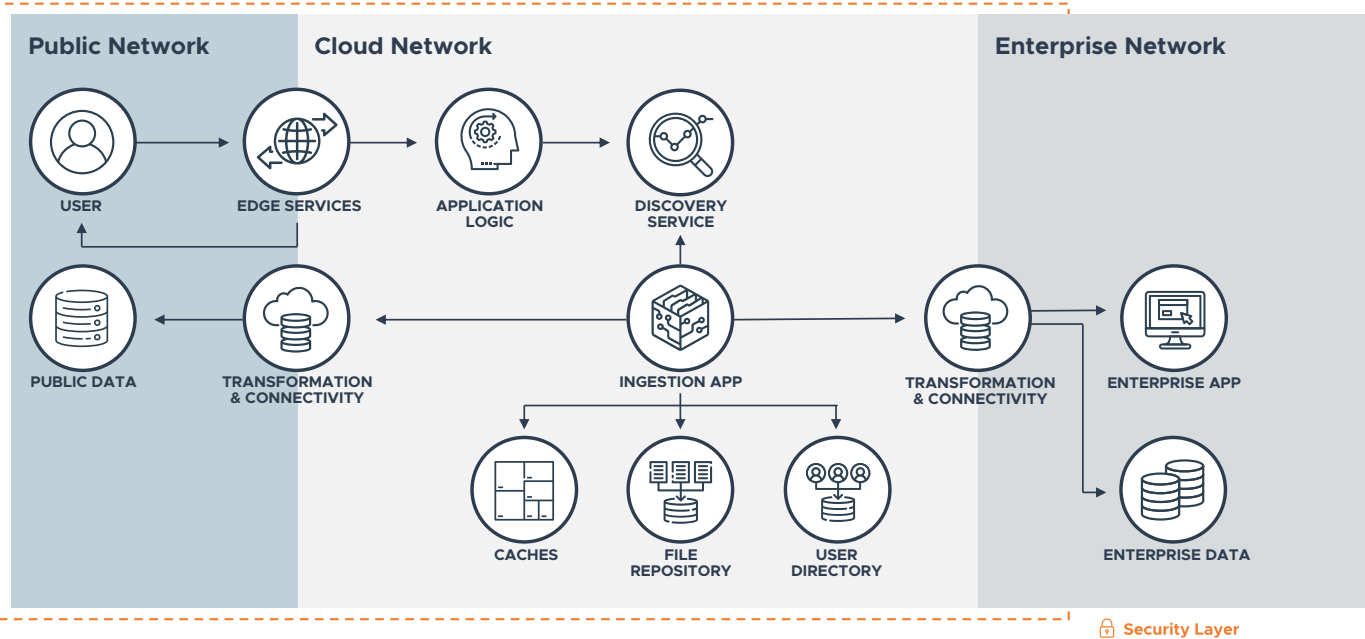 Public Network
Cloud Network
Enterprise Network
USER
EDGE SERVICES
APPLICATION
LOGIC
DISCOVERY
SERVICE
PUBLIC DATA
TRANSFORMATION
& CONNECTIVITY
INGESTION APP
TRANSFORMATION
& CONNECTIVITY
ENTERPRISE APP
CACHES
FILE
REPOSITORY
USER
DIRECTORY
ENTERPRISE DATA
Security Layer